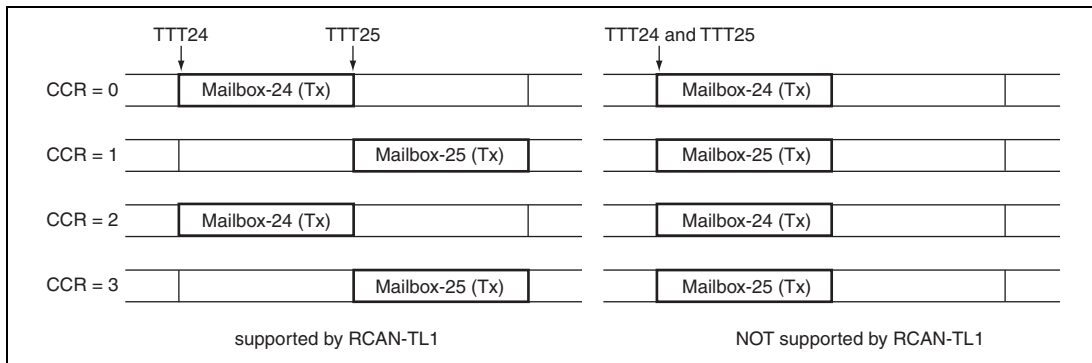 TTT24 TTT25 TTT24 and TTT25
CCR = 0 Mailbox-24 (Tx) Mailbox-24 (Tx)
CCR = 1 Mailbox-25 (Tx) Mailbox-25 (Tx)
CCR = 2 Mailbox-24 (Tx) Mailbox-24 (Tx)
CCR = 3 Mailbox-25 (Tx) Mailbox-25 (Tx)
supported by RCAN-TL1 NOT supported by RCAN-TL1